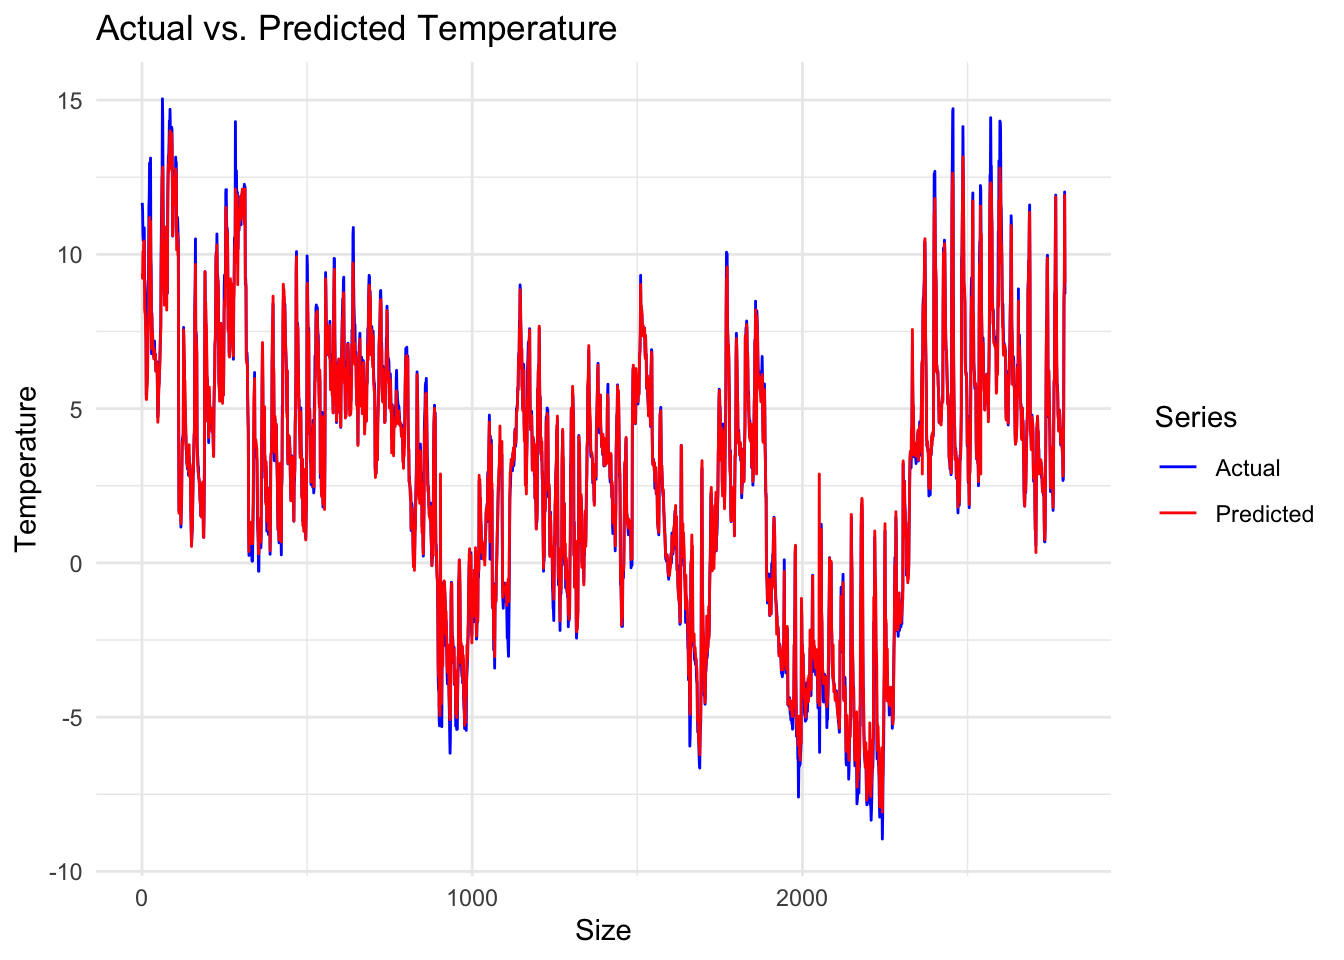 Actual vs. Predicted Temperature
15
10
5
0
-5
-10
Temperature
0
1000
2000
Size
Series
Actual
Predicted